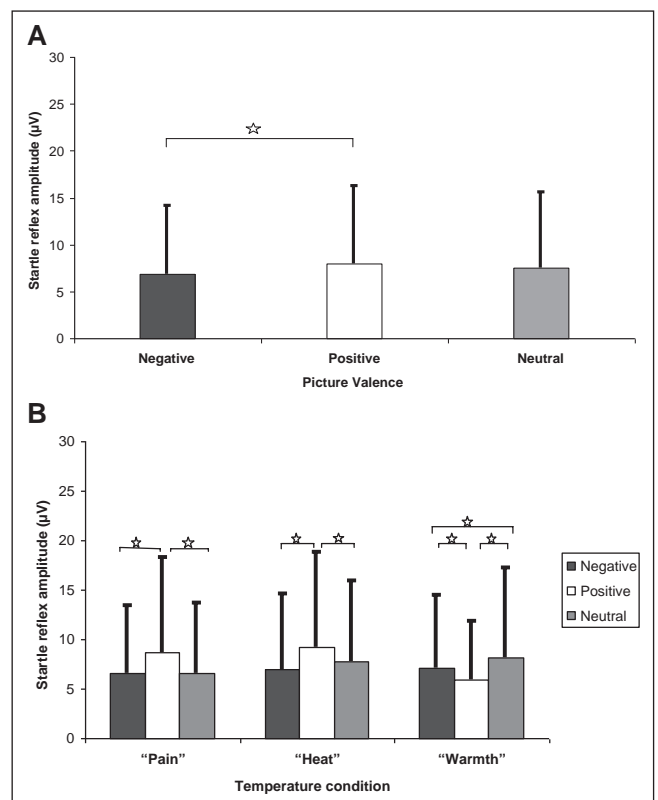 A
30
25
20
15
10
5
0
Startle reflex amplitude (µV)
Negative
Positive
Neutral
Picture Valence
B
30
25
20
15
10
5
0
Startle reflex amplitude (µV)
Negative
Positive
Neutral
“Pain”
“Heat”
“Warmth”
Temperature condition